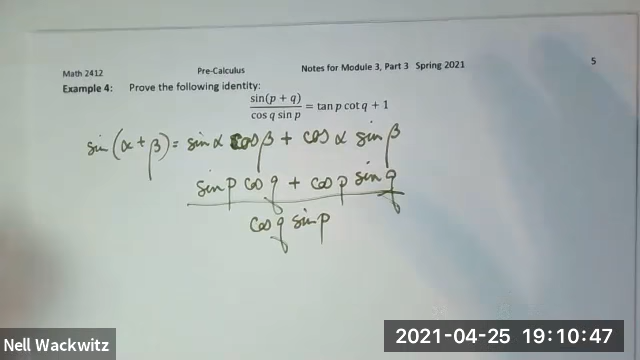 Math 2412 Pre-Calculus Notes for Module 3, Part 3 Spring 2021 5
Example 4: Prove the following identity:
sin(p + q)
cos q sin p
= tan p cot q + 1
sin (α + β) = sin α cos β + cos α sin β
sin p cos q + cos p sin q
cos q sin p
Nell Wackwitz
2021-04-25 19:10:47